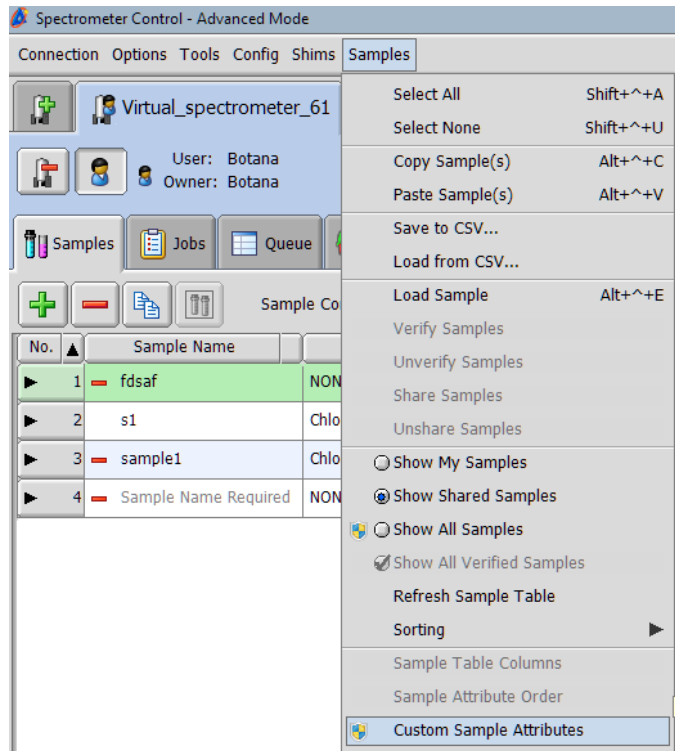 Spectrometer Control - Advanced Mode
Connection Options Tools Config Shims Samples
Virtual_spectrometer_61
User: Botana
Owner: Botana
Samples Jobs Queue
Sample Co
No. Sample Name
1 fdsaf NON
2 s1 Chlo
3 sample1 Chlo
4 Sample Name Required NON
Select All Shift+^+A
Select None Shift+^+U
Copy Sample(s) Alt+^+C
Paste Sample(s) Alt+^+V
Save to CSV...
Load from CSV...
Load Sample Alt+^+E
Verify Samples
Unverify Samples
Share Samples
Unshare Samples
Show My Samples
Show Shared Samples
Show All Samples
Show All Verified Samples
Refresh Sample Table
Sorting
Sample Table Columns
Sample Attribute Order
Custom Sample Attributes